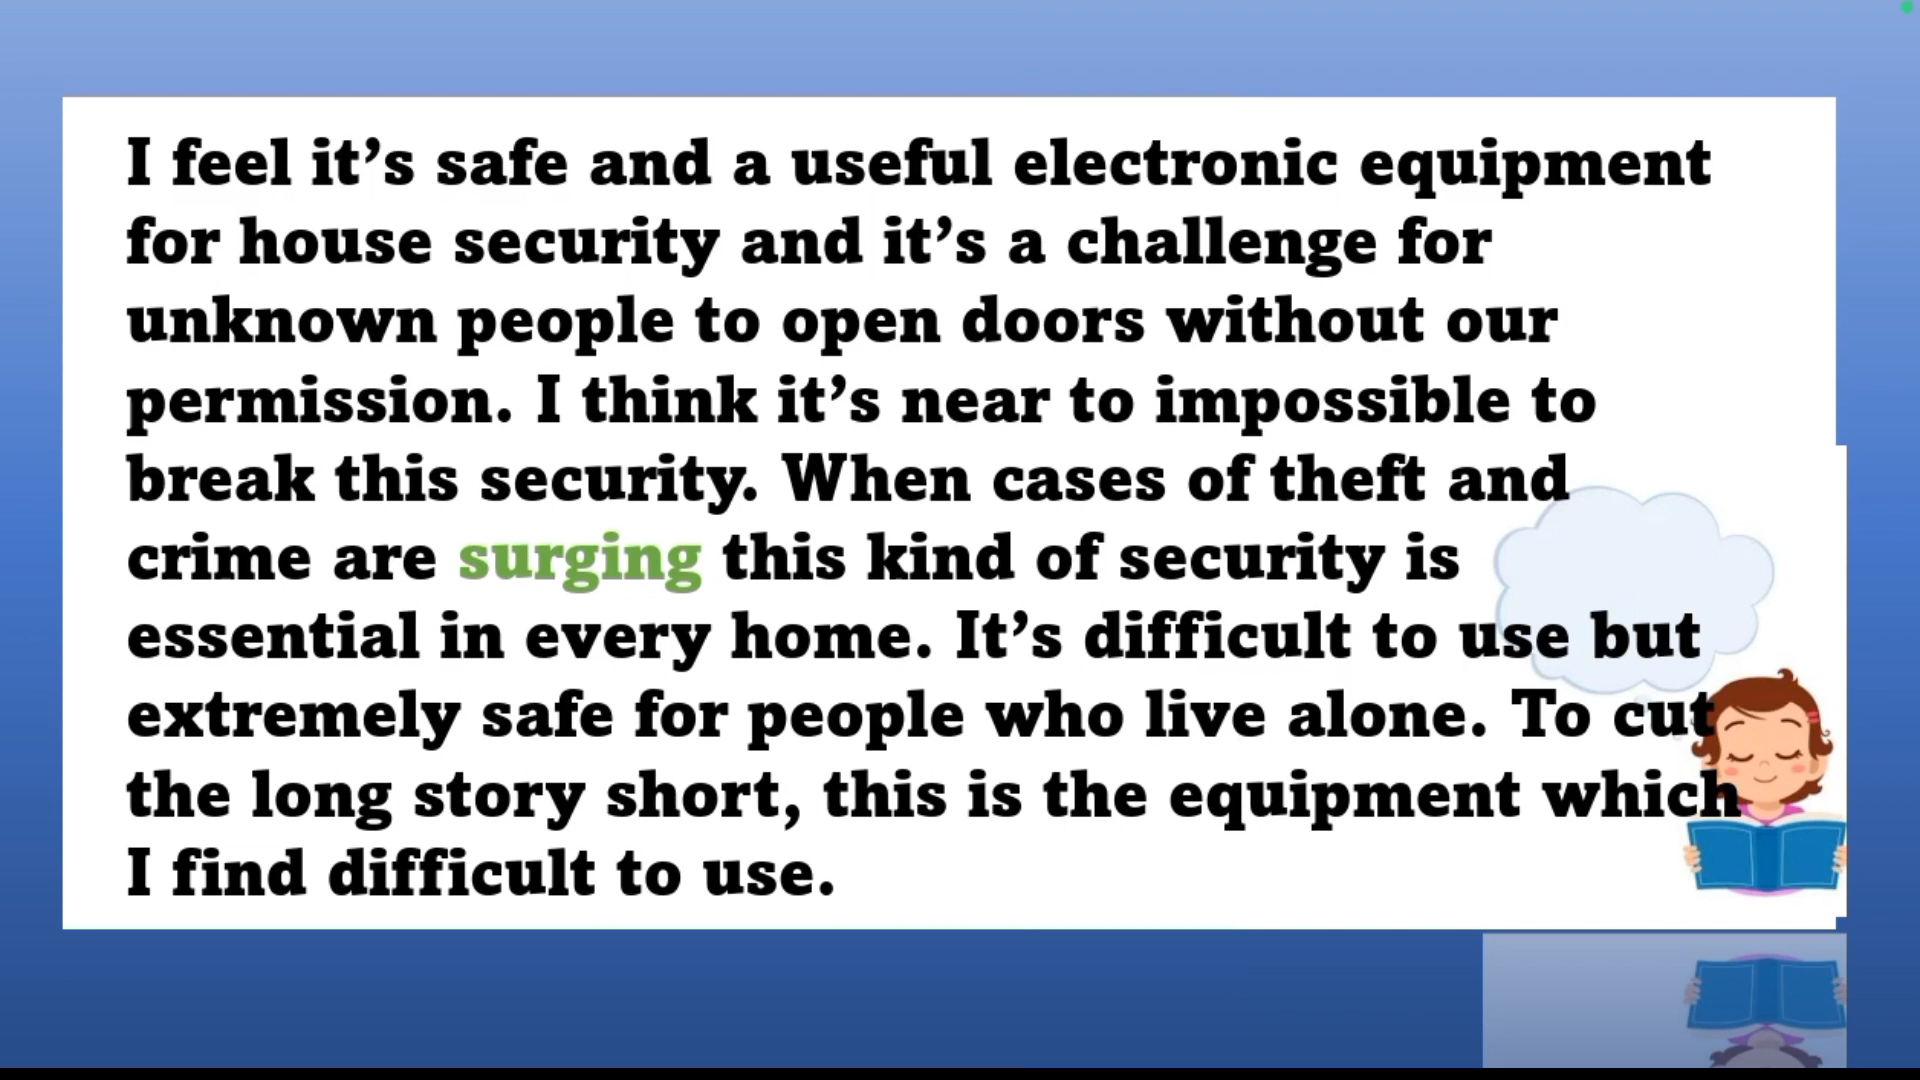 I feel it’s safe and a useful electronic equipment
for house security and it’s a challenge for
unknown people to open doors without our
permission. I think it’s near to impossible to
break this security. When cases of theft and
crime are surging this kind of security is
essential in every home. It’s difficult to use but
extremely safe for people who live alone. To cut
the long story short, this is the equipment which
I find difficult to use.